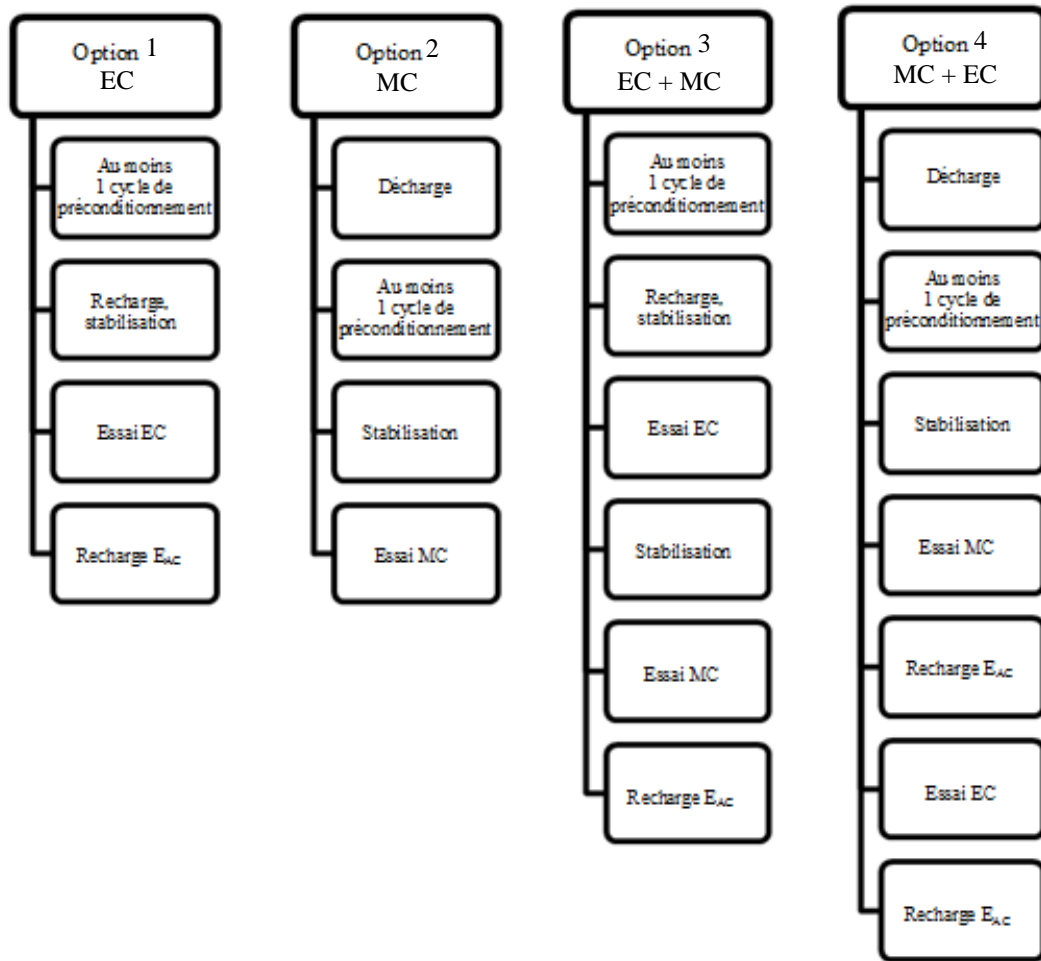 Option 1
EC
Au moins
1 cycle de
préconditionnement
Recharge,
stabilisation
Essai EC
Recharge EAC
Option 2
MC
Décharge
Au moins
1 cycle de
préconditionnement
Stabilisation
Essai MC
Option 3
EC + MC
Au moins
1 cycle de
préconditionnement
Recharge,
stabilisation
Essai EC
Stabilisation
Essai MC
Recharge EAC
Option 4
MC + EC
Décharge
Au moins
1 cycle de
préconditionnement
Stabilisation
Essai MC
Recharge EAC
Essai EC
Recharge EAC